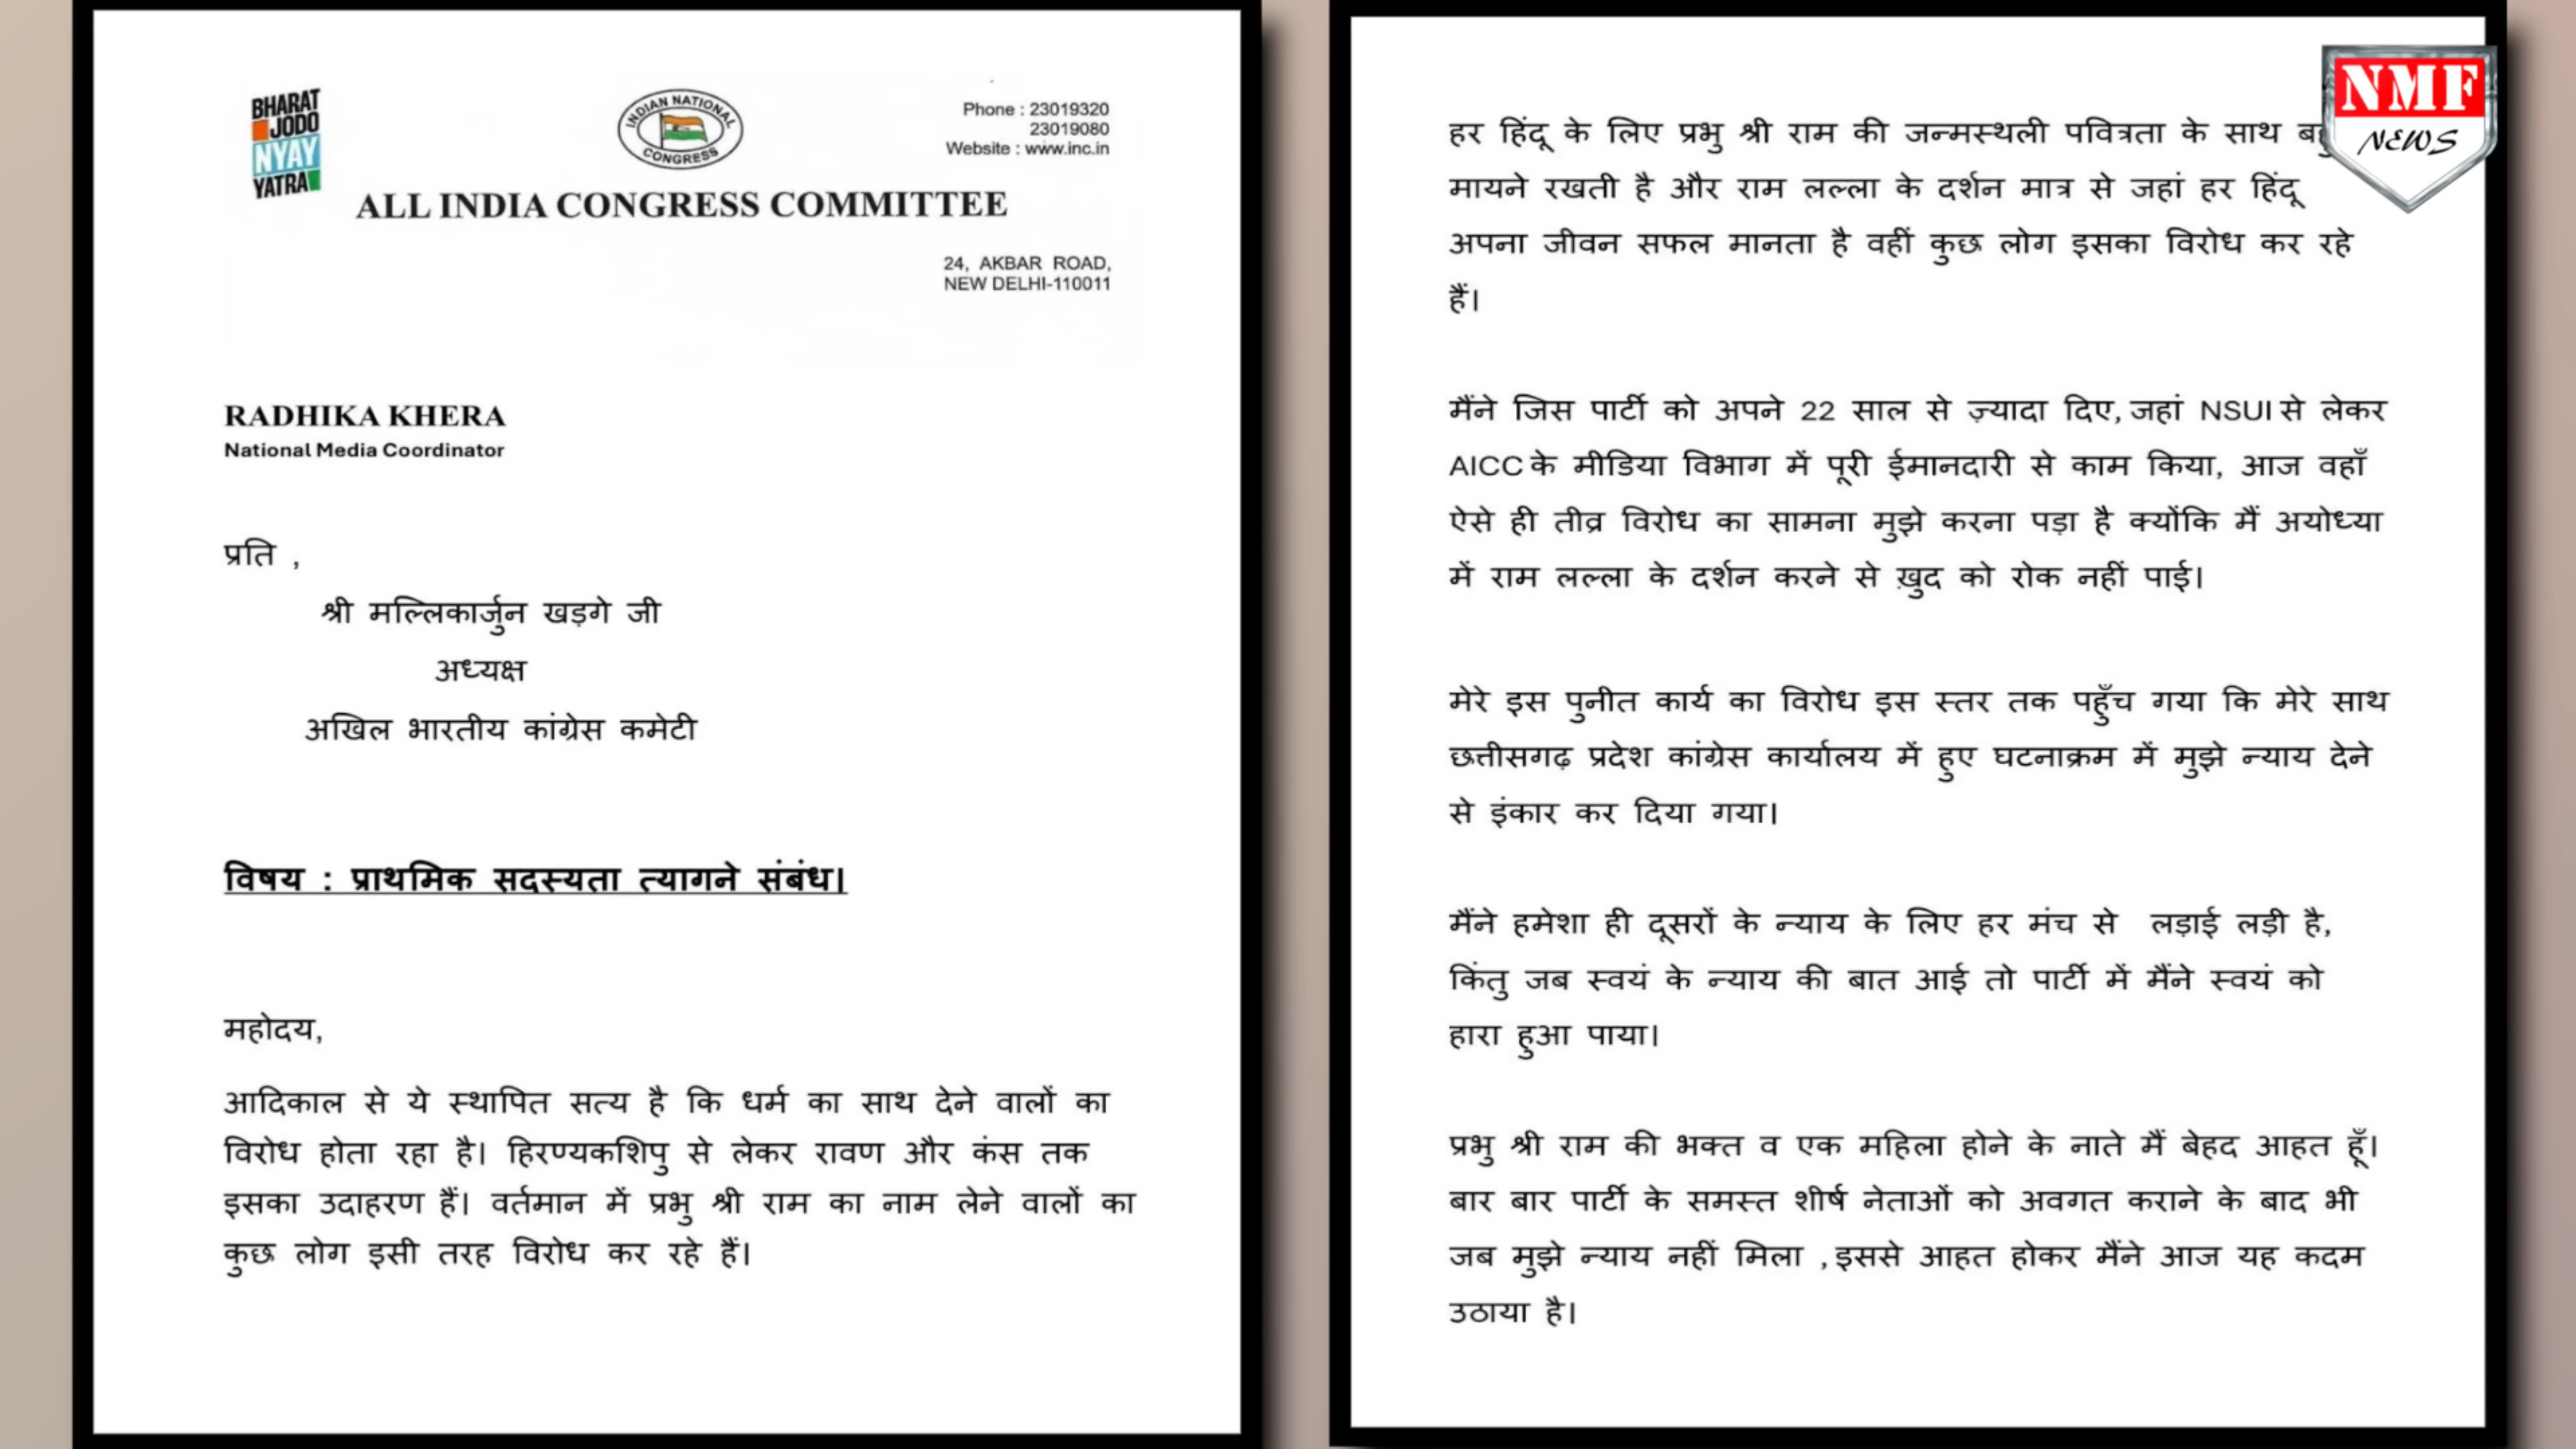 BHARAT
JODO
NYAY
YATRA
INDIAN NATIONAL
CONGRESS
Phone : 23019320
23019080
Website : www.inc.in
ALL INDIA CONGRESS COMMITTEE
24, AKBAR ROAD,
NEW DELHI-110011
RADHIKA KHERA
National Media Coordinator
प्रति ,
श्री मल्लिकार्जुन खड़गे जी
अध्यक्ष
अखिल भारतीय कांग्रेस कमेटी
विषय : प्राथमिक सदस्यता त्यागने संबंध।
महोदय,
आदिकाल से ये स्थापित सत्य है कि धर्म का साथ देने वालों का
विरोध होता रहा है। हिरण्यकशिपु से लेकर रावण और कंस तक
इसका उदाहरण हैं। वर्तमान में प्रभु श्री राम का नाम लेने वालों का
कुछ लोग इसी तरह विरोध कर रहे हैं।
NMF
NEWS
हर हिंदू के लिए प्रभु श्री राम की जन्मस्थली पवित्रता के साथ
मायने रखती है और राम लल्ला के दर्शन मात्र से जहां हर हिंदू
अपना जीवन सफल मानता है वहीं कुछ लोग इसका विरोध कर रहे
हैं।
मैंने जिस पार्टी को अपने 22 साल से ज़्यादा दिए, जहां NSUI से लेकर
AICC के मीडिया विभाग में पूरी ईमानदारी से काम किया, आज वहाँ
ऐसे ही तीव्र विरोध का सामना मुझे करना पड़ा है क्योंकि मैं अयोध्या
में राम लल्ला के दर्शन करने से ख़ुद को रोक नहीं पाई।
मेरे इस पुनीत कार्य का विरोध इस स्तर तक पहुँच गया कि मेरे साथ
छत्तीसगढ़ प्रदेश कांग्रेस कार्यालय में हुए घटनाक्रम में मुझे न्याय देने
से इंकार कर दिया गया।
मैंने हमेशा ही दूसरों के न्याय के लिए हर मंच से लड़ाई लड़ी है,
किंतु जब स्वयं के न्याय की बात आई तो पार्टी में मैंने स्वयं को
हारा हुआ पाया।
प्रभु श्री राम की भक्त व एक महिला होने के नाते मैं बेहद आहत हूँ।
बार बार पार्टी के समस्त शीर्ष नेताओं को अवगत कराने के बाद भी
जब मुझे न्याय नहीं मिला ,इससे आहत होकर मैंने आज यह कदम
उठाया है।